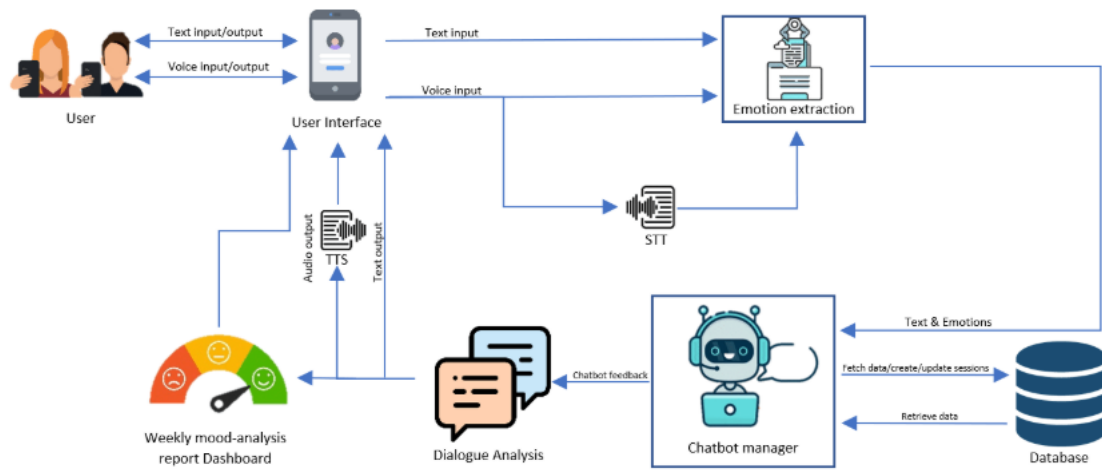 Text input/output
Voice input/output
User
User Interface
Text input
Voice input
Emotion extraction
STT
Audio output
TTS
Text output
Text & Emotions
Fetch data/create/update sessions
Retrieve data
Database
Chatbot manager
Chatbot feedback
Dialogue Analysis
Weekly mood-analysis
report Dashboard